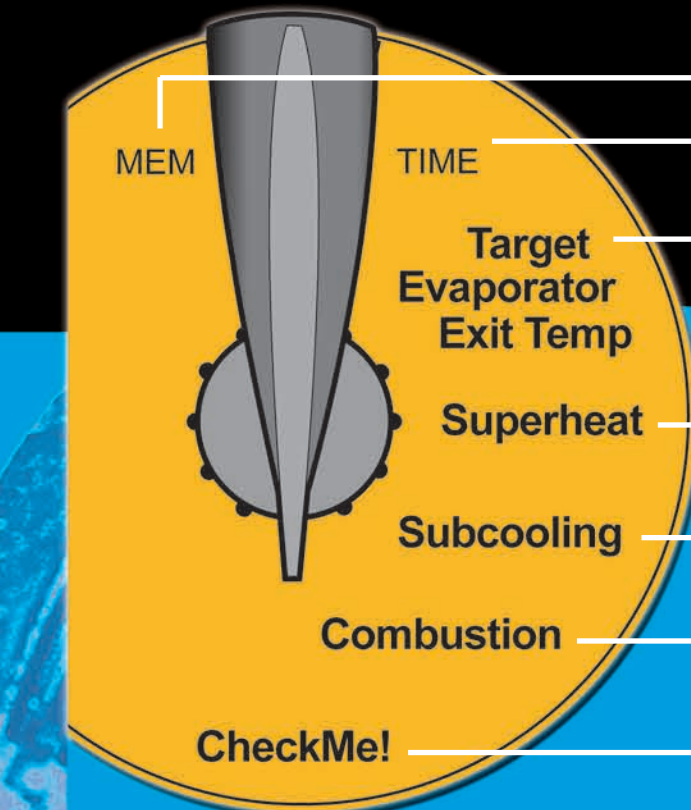 MEM
TIME
Target
Evaporator
Exit Temp
Superheat
Subcooling
Combustion
CheckMe!